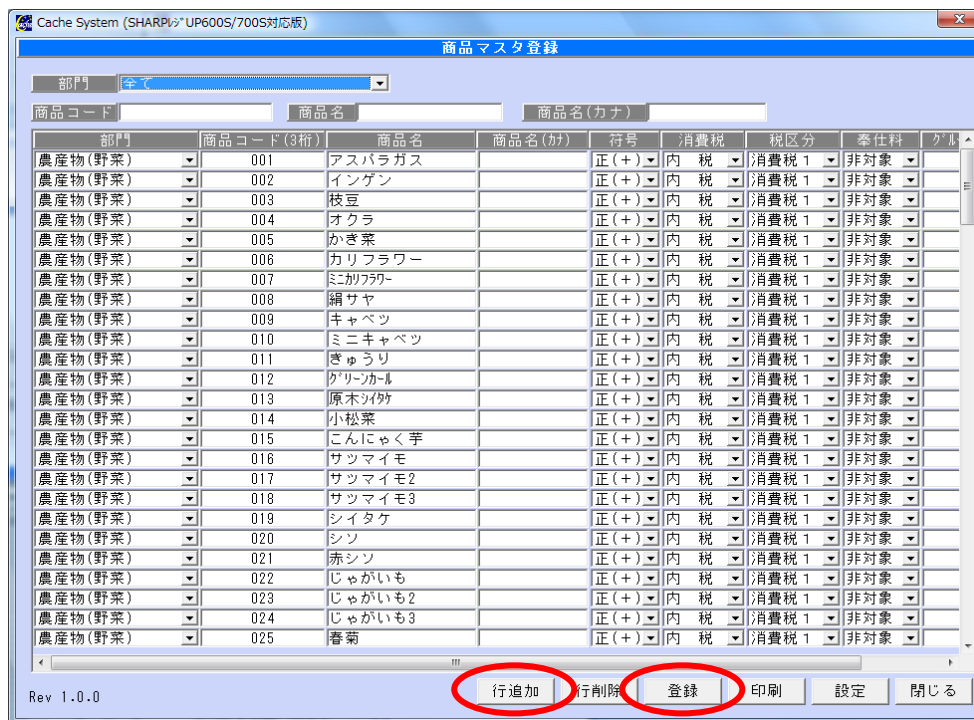 Cache System (SHARPﾚｼﾞUP600S/700S対応版)
商品マスタ登録
部門 全て
商品コード 商品名 商品名(カナ)
部門 商品コード(3桁) 商品名 商品名(ｶﾅ) 符号 消費税 税区分 奉仕料 ｸﾞﾙ
農産物(野菜) 001 アスパラガス 正(+) 内 税 消費税1 非対象
農産物(野菜) 002 インゲン 正(+) 内 税 消費税1 非対象
農産物(野菜) 003 枝豆 正(+) 内 税 消費税1 非対象
農産物(野菜) 004 オクラ 正(+) 内 税 消費税1 非対象
農産物(野菜) 005 かき菜 正(+) 内 税 消費税1 非対象
農産物(野菜) 006 カリフラワー 正(+) 内 税 消費税1 非対象
農産物(野菜) 007 ﾐﾆｶﾘﾌﾗﾜｰ 正(+) 内 税 消費税1 非対象
農産物(野菜) 008 絹サヤ 正(+) 内 税 消費税1 非対象
農産物(野菜) 009 キャベツ 正(+) 内 税 消費税1 非対象
農産物(野菜) 010 ミニキャベツ 正(+) 内 税 消費税1 非対象
農産物(野菜) 011 きゅうり 正(+) 内 税 消費税1 非対象
農産物(野菜) 012 ｸﾞﾘｰﾝｶｰﾙ 正(+) 内 税 消費税1 非対象
農産物(野菜) 013 原木ｼｲﾀｹ 正(+) 内 税 消費税1 非対象
農産物(野菜) 014 小松菜 正(+) 内 税 消費税1 非対象
農産物(野菜) 015 こんにゃく芋 正(+) 内 税 消費税1 非対象
農産物(野菜) 016 サツマイモ 正(+) 内 税 消費税1 非対象
農産物(野菜) 017 サツマイモ2 正(+) 内 税 消費税1 非対象
農産物(野菜) 018 サツマイモ3 正(+) 内 税 消費税1 非対象
農産物(野菜) 019 シイタケ 正(+) 内 税 消費税1 非対象
農産物(野菜) 020 シソ 正(+) 内 税 消費税1 非対象
農産物(野菜) 021 赤シソ 正(+) 内 税 消費税1 非対象
農産物(野菜) 022 じゃがいも 正(+) 内 税 消費税1 非対象
農産物(野菜) 023 じゃがいも2 正(+) 内 税 消費税1 非対象
農産物(野菜) 024 じゃがいも3 正(+) 内 税 消費税1 非対象
農産物(野菜) 025 春菊 正(+) 内 税 消費税1 非対象
Rev 1.0.0 行追加 行削除 登録 印刷 設定 閉じる